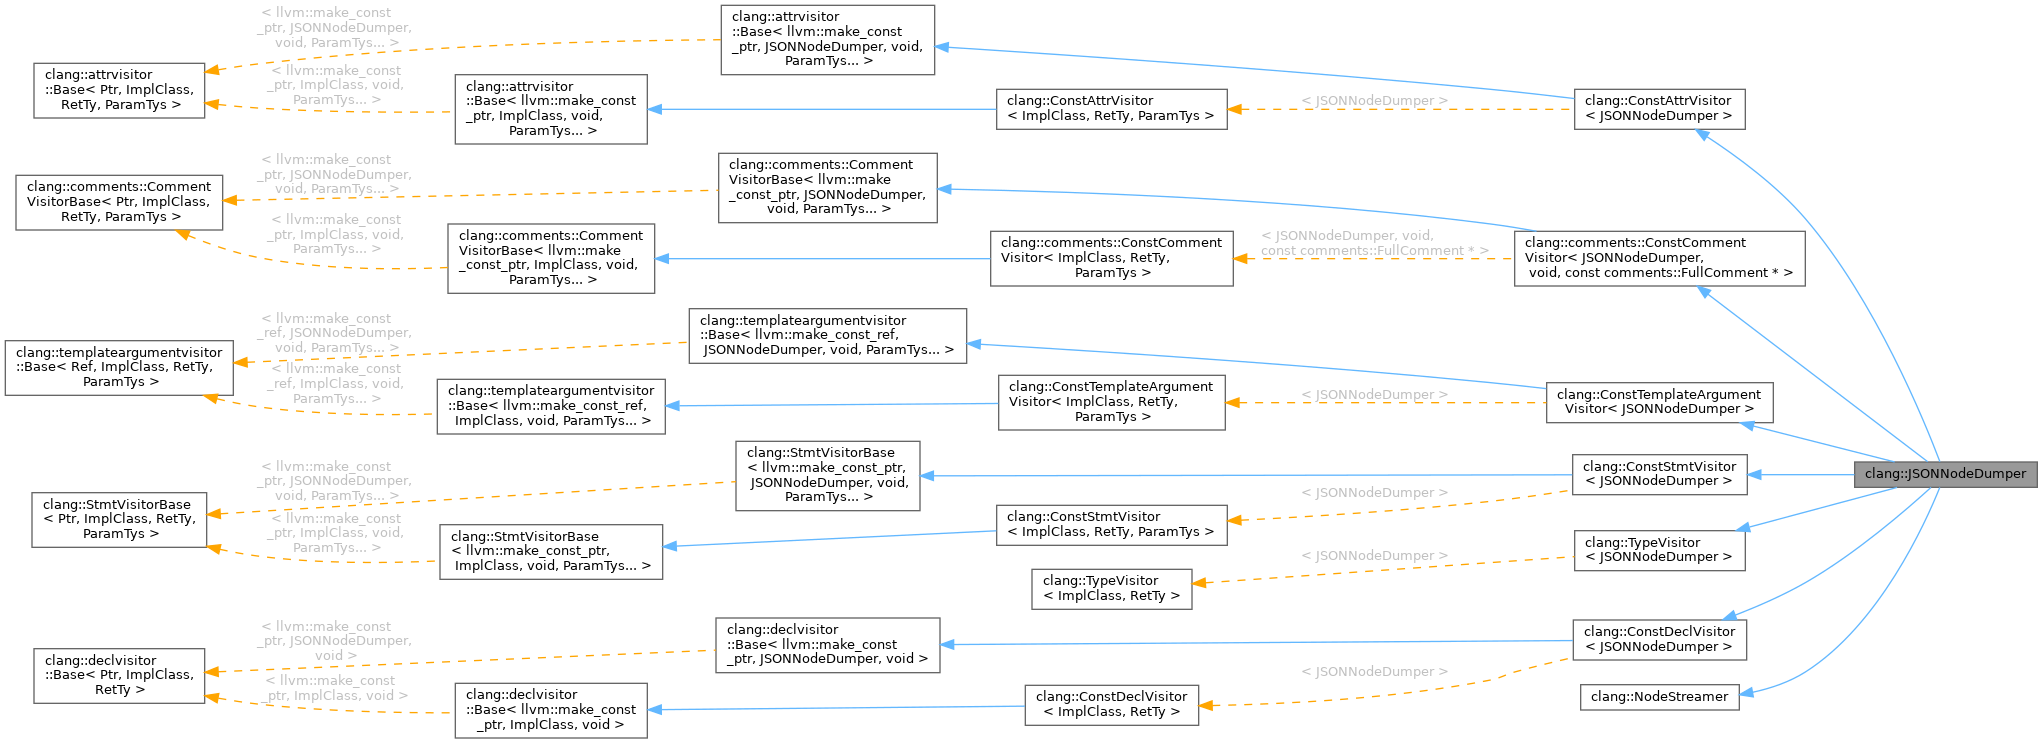 < llvm::make_const
_ptr, JSONNodeDumper,
void, ParamTys... >
clang::attrvisitor
::Base< llvm::make_const
_ptr, JSONNodeDumper, void,
ParamTys... >
clang::attrvisitor
::Base< Ptr, ImplClass,
RetTy, ParamTys >
< llvm::make_const
_ptr, ImplClass, void,
ParamTys... >
clang::attrvisitor
::Base< llvm::make_const
_ptr, ImplClass, void,
ParamTys... >
clang::ConstAttrVisitor
< ImplClass, RetTy, ParamTys >
< JSONNodeDumper >
clang::ConstAttrVisitor
< JSONNodeDumper >
< llvm::make_const
_ptr, JSONNodeDumper,
void, ParamTys... >
clang::comments::Comment
VisitorBase< llvm::make
_const_ptr, JSONNodeDumper,
void, ParamTys... >
clang::comments::Comment
VisitorBase< Ptr, ImplClass,
RetTy, ParamTys >
< llvm::make_const
_ptr, ImplClass, void,
ParamTys... >
clang::comments::Comment
VisitorBase< llvm::make
_const_ptr, ImplClass, void,
ParamTys... >
clang::comments::ConstComment
Visitor< ImplClass, RetTy,
ParamTys >
< JSONNodeDumper, void,
const comments::FullComment * >
clang::comments::ConstComment
Visitor< JSONNodeDumper,
void, const comments::FullComment * >
< llvm::make_const
_ref, JSONNodeDumper,
void, ParamTys... >
clang::templateargumentvisitor
::Base< llvm::make_const_ref,
JSONNodeDumper, void, ParamTys... >
clang::templateargumentvisitor
::Base< Ref, ImplClass, RetTy,
ParamTys >
< llvm::make_const
_ref, ImplClass, void,
ParamTys... >
clang::templateargumentvisitor
::Base< llvm::make_const_ref,
ImplClass, void, ParamTys... >
clang::ConstTemplateArgument
Visitor< ImplClass, RetTy,
ParamTys >
< JSONNodeDumper >
clang::ConstTemplateArgument
Visitor< JSONNodeDumper >
< llvm::make_const
_ptr, JSONNodeDumper,
void, ParamTys... >
clang::StmtVisitorBase
< llvm::make_const_ptr,
JSONNodeDumper, void,
ParamTys... >
clang::ConstStmtVisitor
< JSONNodeDumper >
clang::JSONNodeDumper
clang::StmtVisitorBase
< Ptr, ImplClass, RetTy,
ParamTys >
< llvm::make_const
_ptr, ImplClass, void,
ParamTys... >
clang::StmtVisitorBase
< llvm::make_const_ptr,
ImplClass, void, ParamTys... >
clang::ConstStmtVisitor
< ImplClass, RetTy, ParamTys >
< JSONNodeDumper >
clang::TypeVisitor
< ImplClass, RetTy >
< JSONNodeDumper >
clang::TypeVisitor
< JSONNodeDumper >
< llvm::make_const
_ptr, JSONNodeDumper,
void >
clang::declvisitor
::Base< llvm::make_const
_ptr, JSONNodeDumper, void >
clang::ConstDeclVisitor
< JSONNodeDumper >
clang::declvisitor
::Base< Ptr, ImplClass,
RetTy >
< llvm::make_const
_ptr, ImplClass, void >
clang::declvisitor
::Base< llvm::make_const
_ptr, ImplClass, void >
clang::ConstDeclVisitor
< ImplClass, RetTy >
< JSONNodeDumper >
clang::NodeStreamer